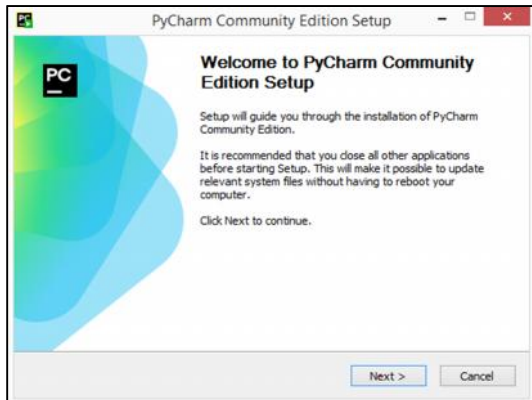 PyCharm Community Edition Setup
PC
Welcome to PyCharm Community
Edition Setup
Setup will guide you through the installation of PyCharm
Community Edition.
It is recommended that you close all other applications
before starting Setup. This will make it possible to update
relevant system files without having to reboot your
computer.
Click Next to continue.
Next >
Cancel